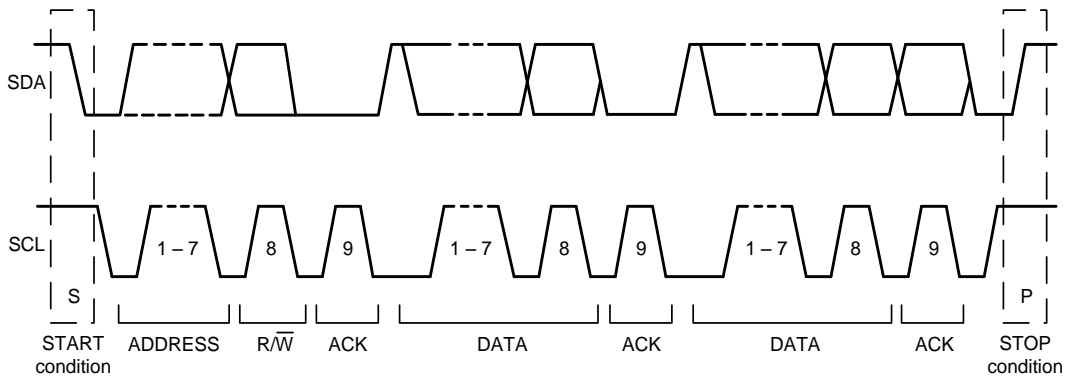 SDA
SCL
1 – 7 8 9 1 – 7 8 9 1 – 7 8 9
S P
START condition ADDRESS R/W̅ ACK DATA ACK DATA ACK STOP condition